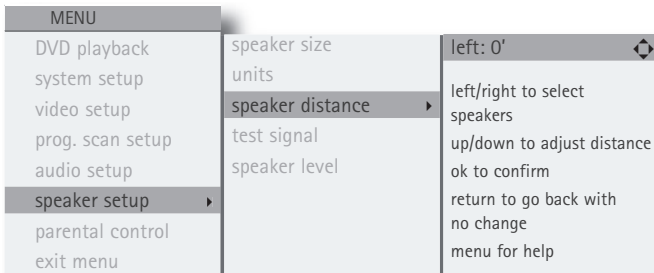 MENU
DVD playback
system setup
video setup
prog. scan setup
audio setup
speaker setup
parental control
exit menu
speaker size
units
speaker distance
test signal
speaker level
left: 0'
left/right to select
speakers
up/down to adjust distance
ok to confirm
return to go back with
no change
menu for help